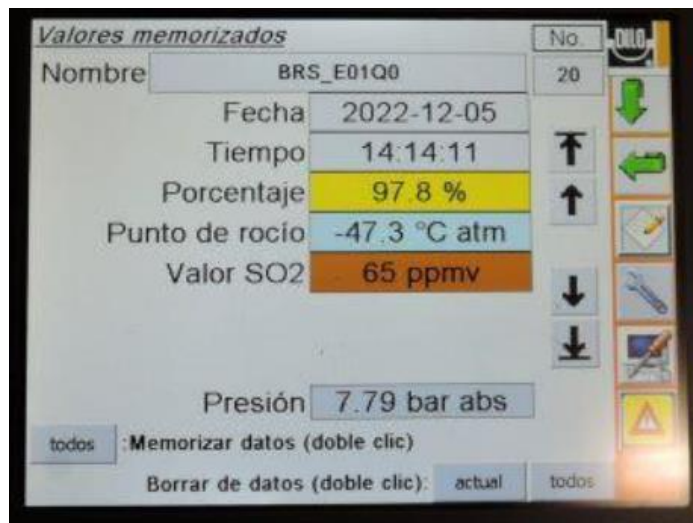 Valores memorizados No. DILO
Nombre BRS_E01Q0 20
Fecha 2022-12-05
Tiempo 14:14:11
Porcentaje 97.8 %
Punto de rocío -47.3 °C atm
Valor SO2 65 ppmv
Presión 7.79 bar abs
todos :Memorizar datos (doble clic)
Borrar de datos (doble clic): actual todos